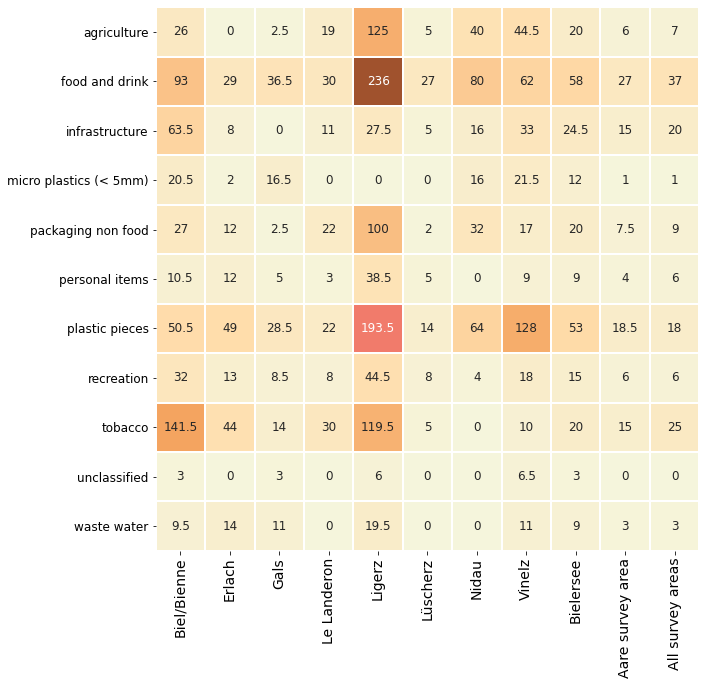 agriculture 26 0 2.5 19 125 5 40 44.5 20 6 7
food and drink 93 29 36.5 30 236 27 80 62 58 27 37
infrastructure 63.5 8 0 11 27.5 5 16 33 24.5 15 20
micro plastics (< 5mm) 20.5 2 16.5 0 0 0 16 21.5 12 1 1
packaging non food 27 12 2.5 22 100 2 32 17 20 7.5 9
personal items 10.5 12 5 3 38.5 5 0 9 9 4 6
plastic pieces 50.5 49 28.5 22 193.5 14 64 128 53 18.5 18
recreation 32 13 8.5 8 44.5 8 4 18 15 6 6
tobacco 141.5 44 14 30 119.5 5 0 10 20 15 25
unclassified 3 0 3 0 6 0 0 6.5 3 0 0
waste water 9.5 14 11 0 19.5 0 0 11 9 3 3
Biel/Bienne
Erlach
Gals
Le Landeron
Ligerz
Lüscherz
Nidau
Vinelz
Bielersee
Aare survey area
All survey areas